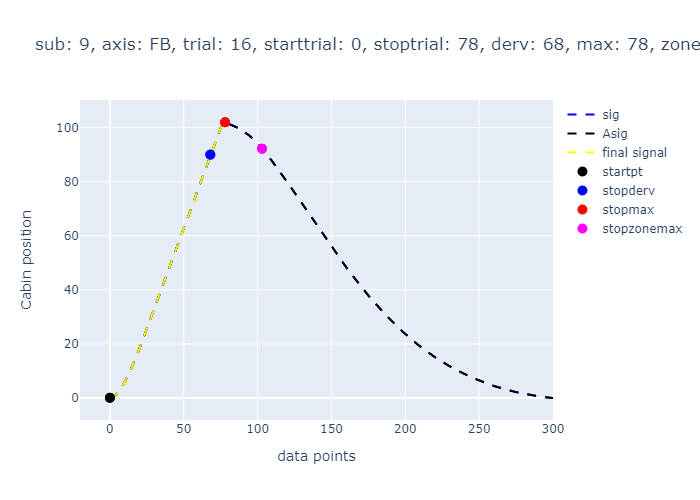 sub: 9, axis: FB, trial: 16, starttrial: 0, stoptrial: 78, derv: 68, max: 78, zone
sig
Asig
final signal
startpt
stopderv
stopmax
stopzonemax
Cabin position
100
80
60
40
20
0
0 50 100 150 200 250 300
data points